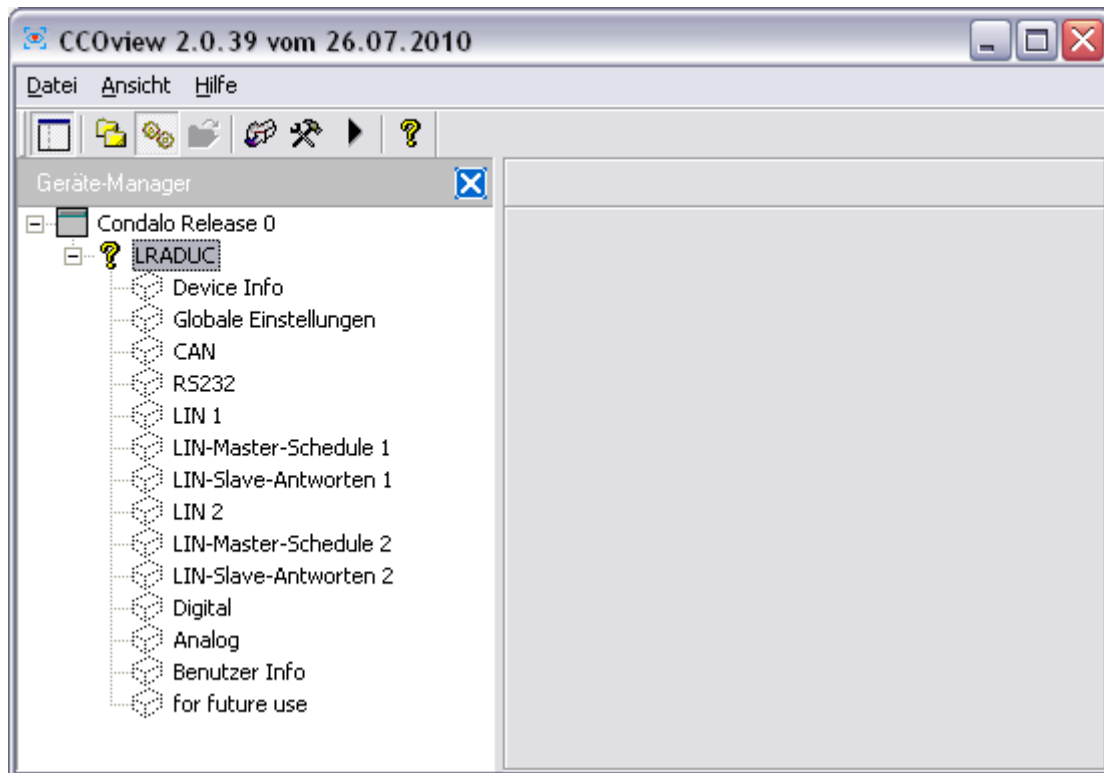 CCOview 2.0.39 vom 26.07.2010
Datei Ansicht Hilfe
Geräte-Manager
Condalo Release 0
LRADUC
Device Info
Globale Einstellungen
CAN
RS232
LIN 1
LIN-Master-Schedule 1
LIN-Slave-Antworten 1
LIN 2
LIN-Master-Schedule 2
LIN-Slave-Antworten 2
Digital
Analog
Benutzer Info
for future use